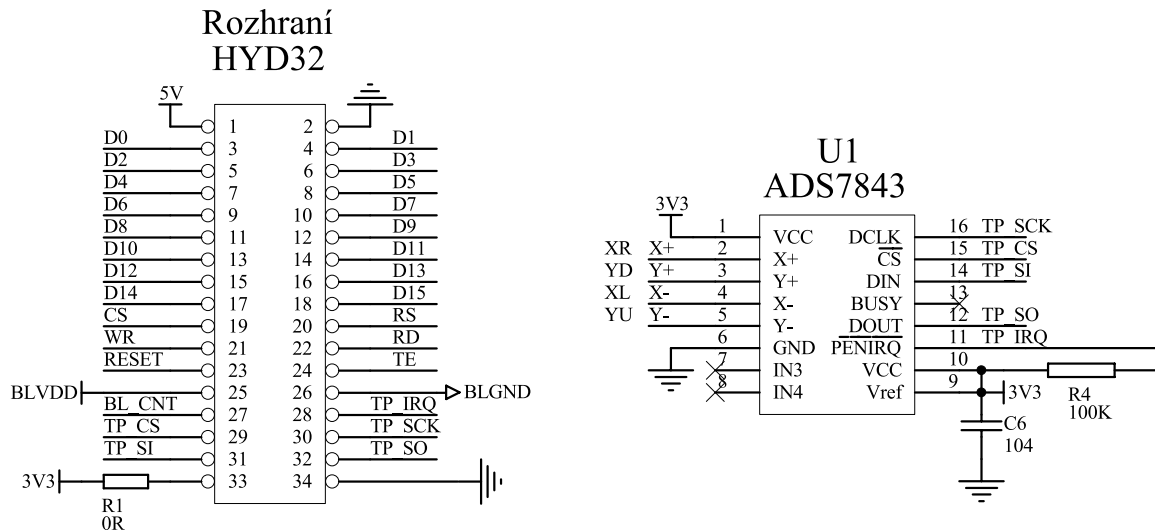 Rozhraní
HYD32
5V
1 2
D0 3 4 D1
D2 5 6 D3
D4 7 8 D5
D6 9 10 D7
D8 11 12 D9
D10 13 14 D11
D12 15 16 D13
D14 17 18 D15
CS 19 20 RS
WR 21 22 RD
RESET 23 24 TE
BLVDD 25 26 BLGND
BL_CNT 27 28 TP_IRQ
TP_CS 29 30 TP_SCK
TP_SI 31 32 TP_SO
3V3 33 34
R1
0R
U1
ADS7843
3V3
1 VCC DCLK 16 TP_SCK
XR X+ 2 X+ CS 15 TP_CS
YD Y+ 3 Y+ DIN 14 TP_SI
XL X- 4 X- BUSY 13
YU Y- 5 Y- DOUT 12 TP_SO
6 GND PENIRQ 11 TP_IRQ
7 IN3 VCC 10
8 IN4 Vref 9 3V3
R4
100K
C6
104